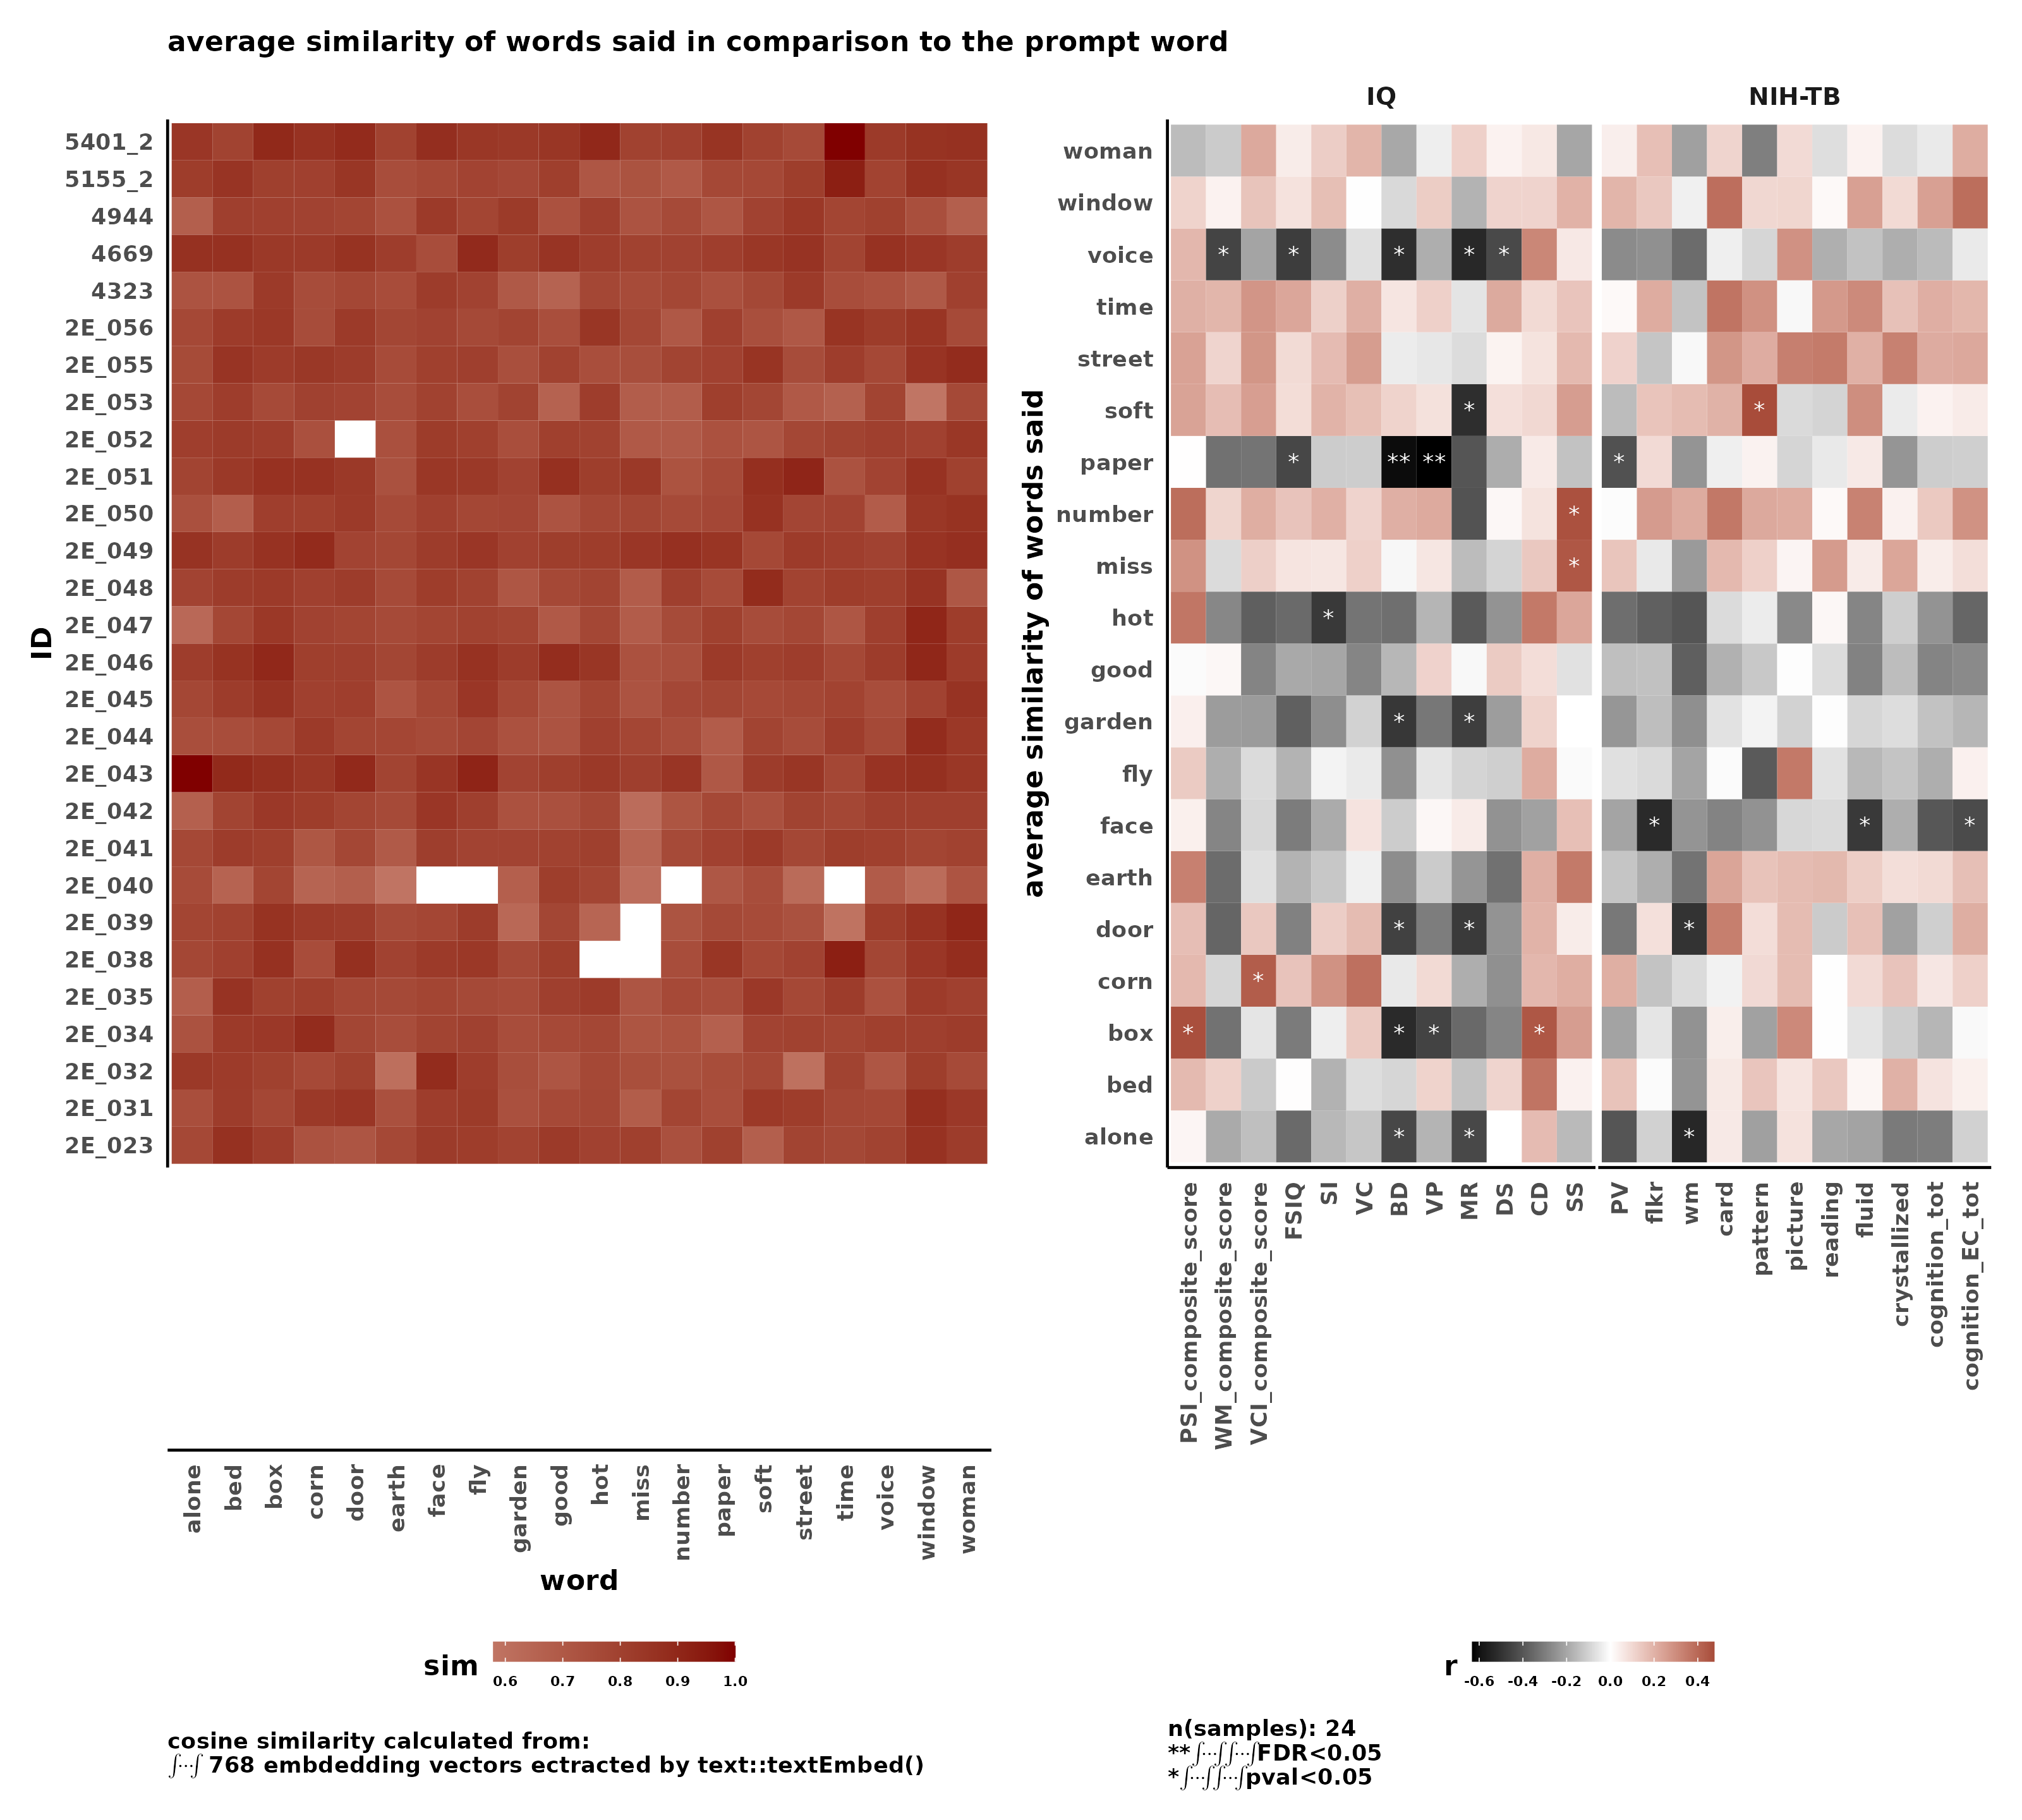 average similarity of words said in comparison to the prompt word
ID
5401_2
5155_2
4944
4669
4323
2E_056
2E_055
2E_053
2E_052
2E_051
2E_050
2E_049
2E_048
2E_047
2E_046
2E_045
2E_044
2E_043
2E_042
2E_041
2E_040
2E_039
2E_038
2E_035
2E_034
2E_032
2E_031
2E_023
alone
bed
box
corn
door
earth
face
fly
garden
good
hot
miss
number
paper
soft
street
time
voice
window
woman
word
sim
0.6 0.7 0.8 0.9 1.0
cosine similarity calculated from:
∫⋯∫ 768 embdedding vectors ectracted by text::textEmbed()
IQ
NIH-TB
average similarity of words said
woman
window
voice * * * * *
time
street
soft * *
paper * ** ** *
number *
miss *
hot *
good
garden * *
fly
face * * *
earth
door * * *
corn *
box * * * *
bed
alone * * *
PSI_composite_score
WM_composite_score
VCI_composite_score
FSIQ
SI
VC
BD
VP
MR
DS
CD
SS
PV
flkr
wm
card
pattern
picture
reading
fluid
crystallized
cognition_tot
cognition_EC_tot
r
-0.6 -0.4 -0.2 0.0 0.2 0.4
n(samples): 24
**∫⋯∫∫⋯∫FDR<0.05
*∫⋯∫∫⋯∫pval<0.05